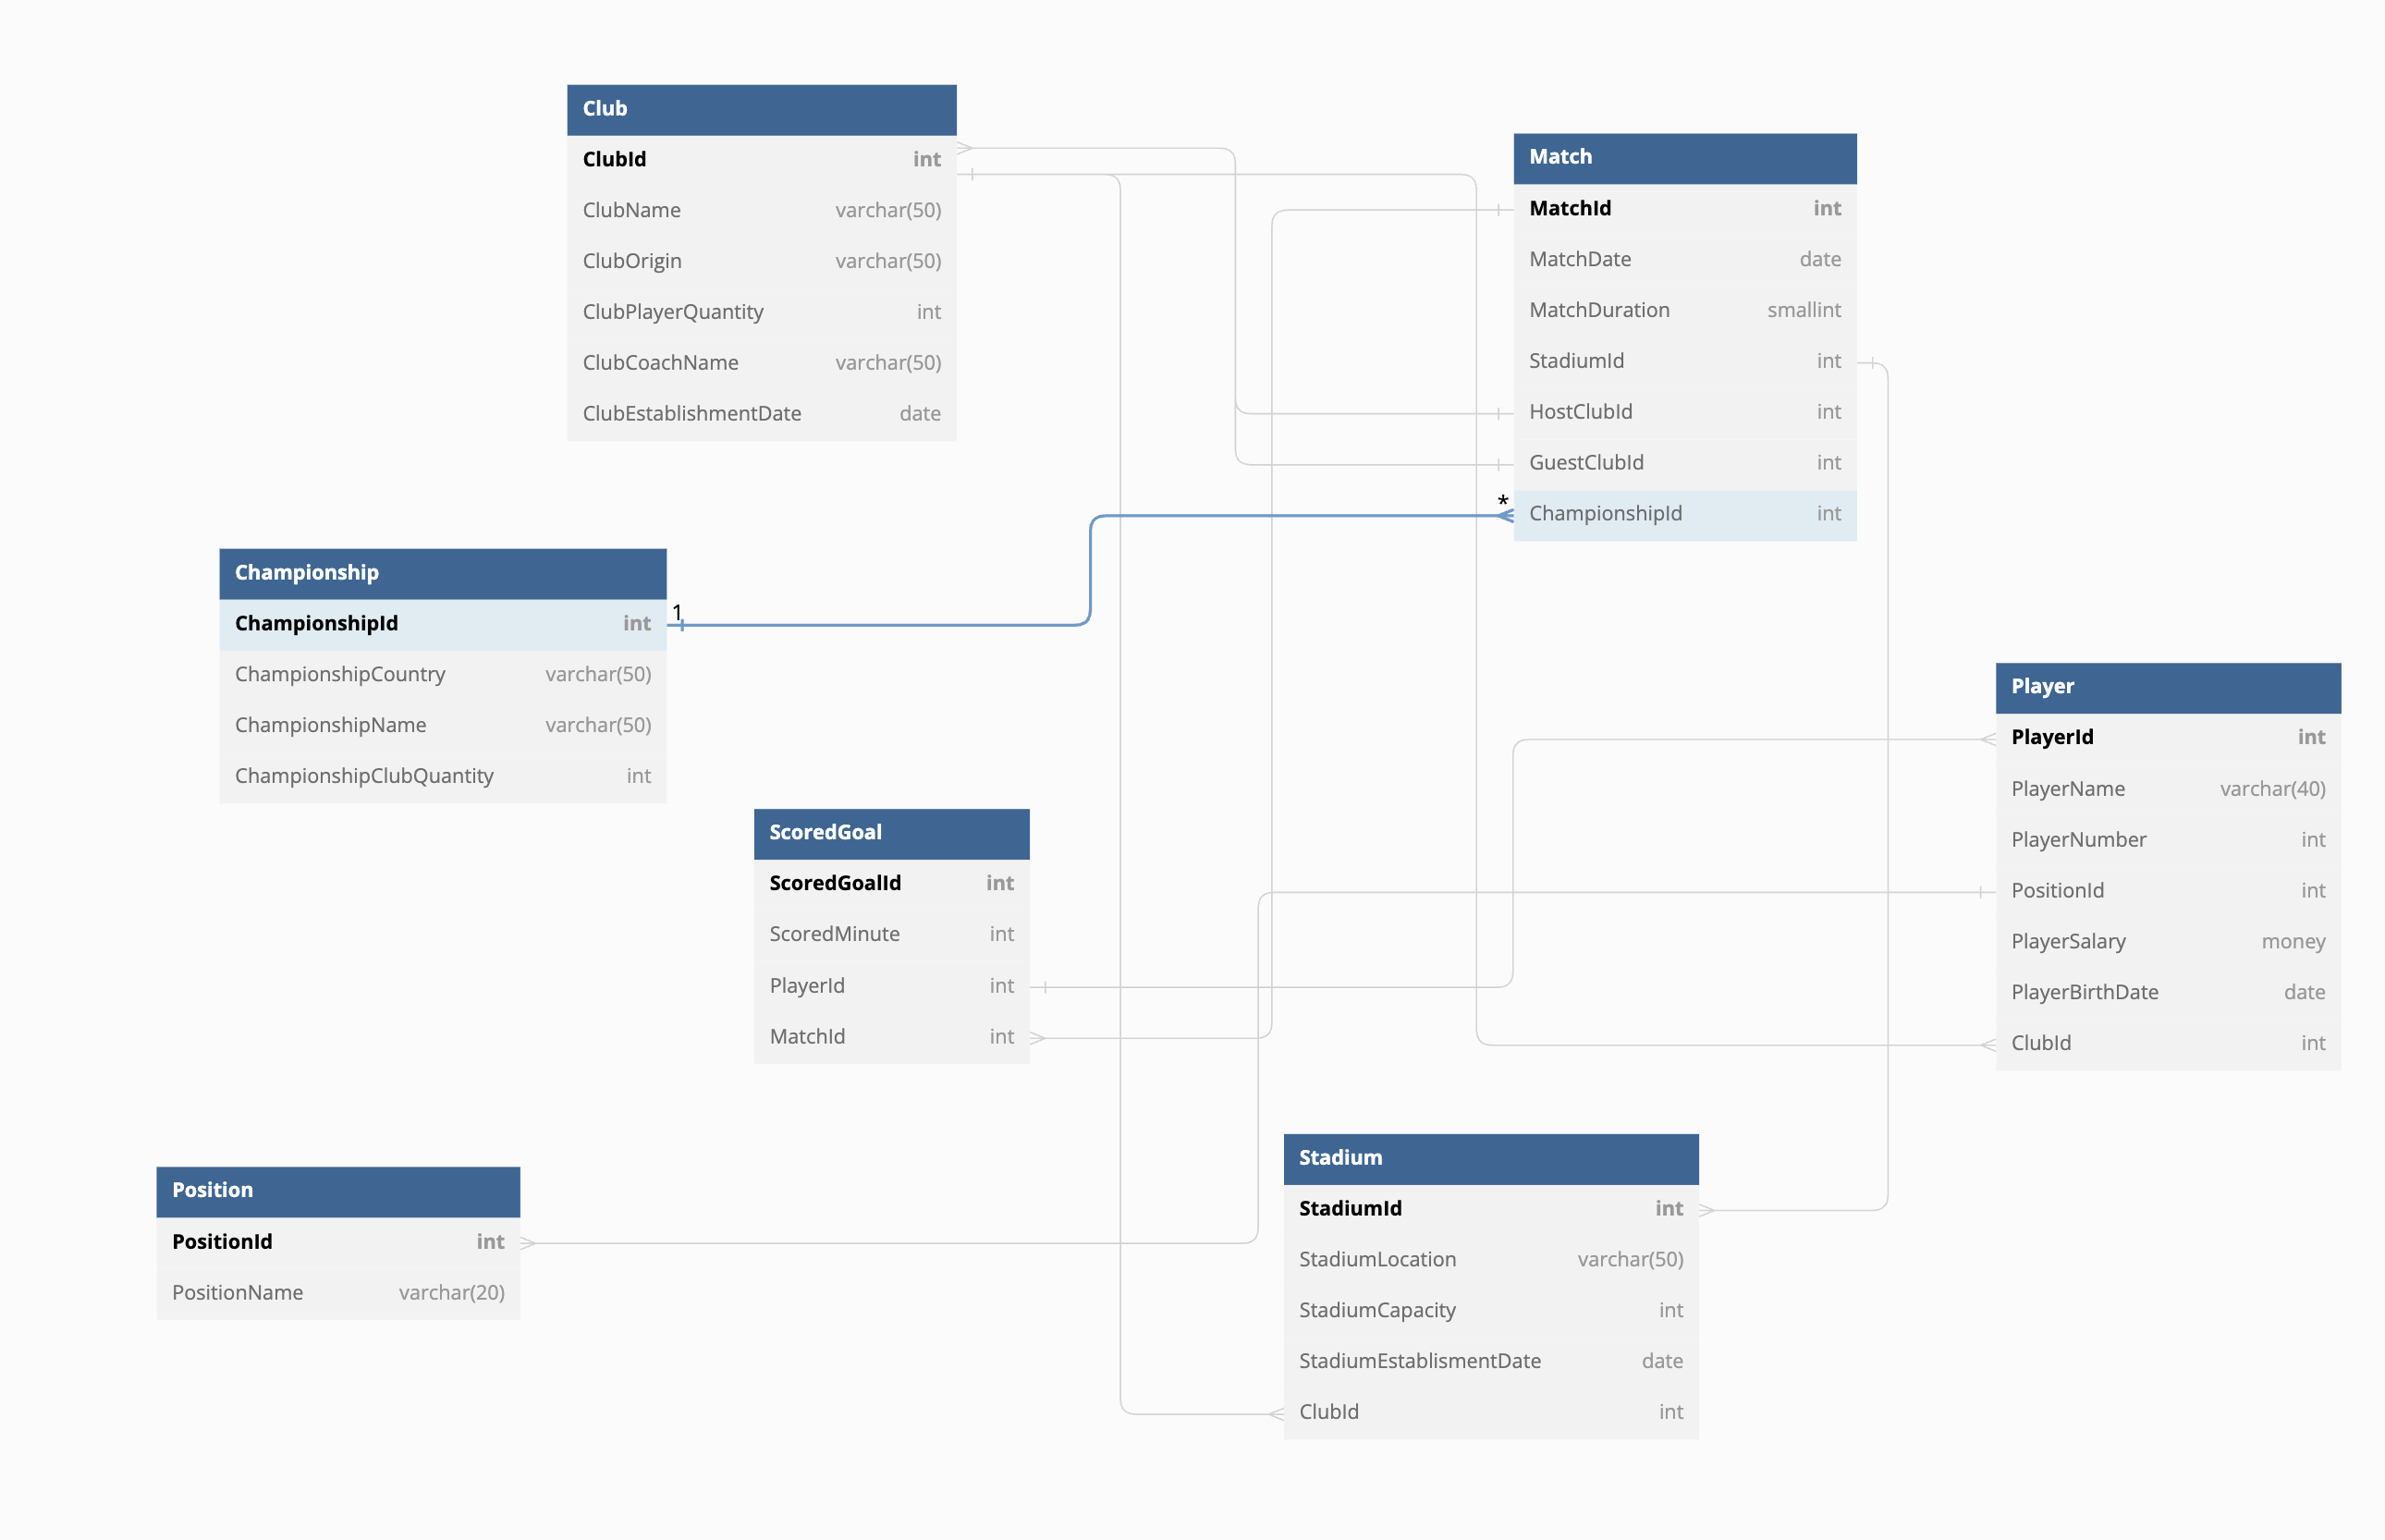 Club
ClubId int
ClubName varchar(50)
ClubOrigin varchar(50)
ClubPlayerQuantity int
ClubCoachName varchar(50)
ClubEstablishmentDate date
Match
MatchId int
MatchDate date
MatchDuration smallint
StadiumId int
HostClubId int
GuestClubId int
* ChampionshipId int
Championship
ChampionshipId int 1
ChampionshipCountry varchar(50)
ChampionshipName varchar(50)
ChampionshipClubQuantity int
Player
PlayerId int
PlayerName varchar(40)
PlayerNumber int
PositionId int
PlayerSalary money
PlayerBirthDate date
ClubId int
ScoredGoal
ScoredGoalId int
ScoredMinute int
PlayerId int
MatchId int
Stadium
StadiumId int
StadiumLocation varchar(50)
StadiumCapacity int
StadiumEstablismentDate date
ClubId int
Position
PositionId int
PositionName varchar(20)